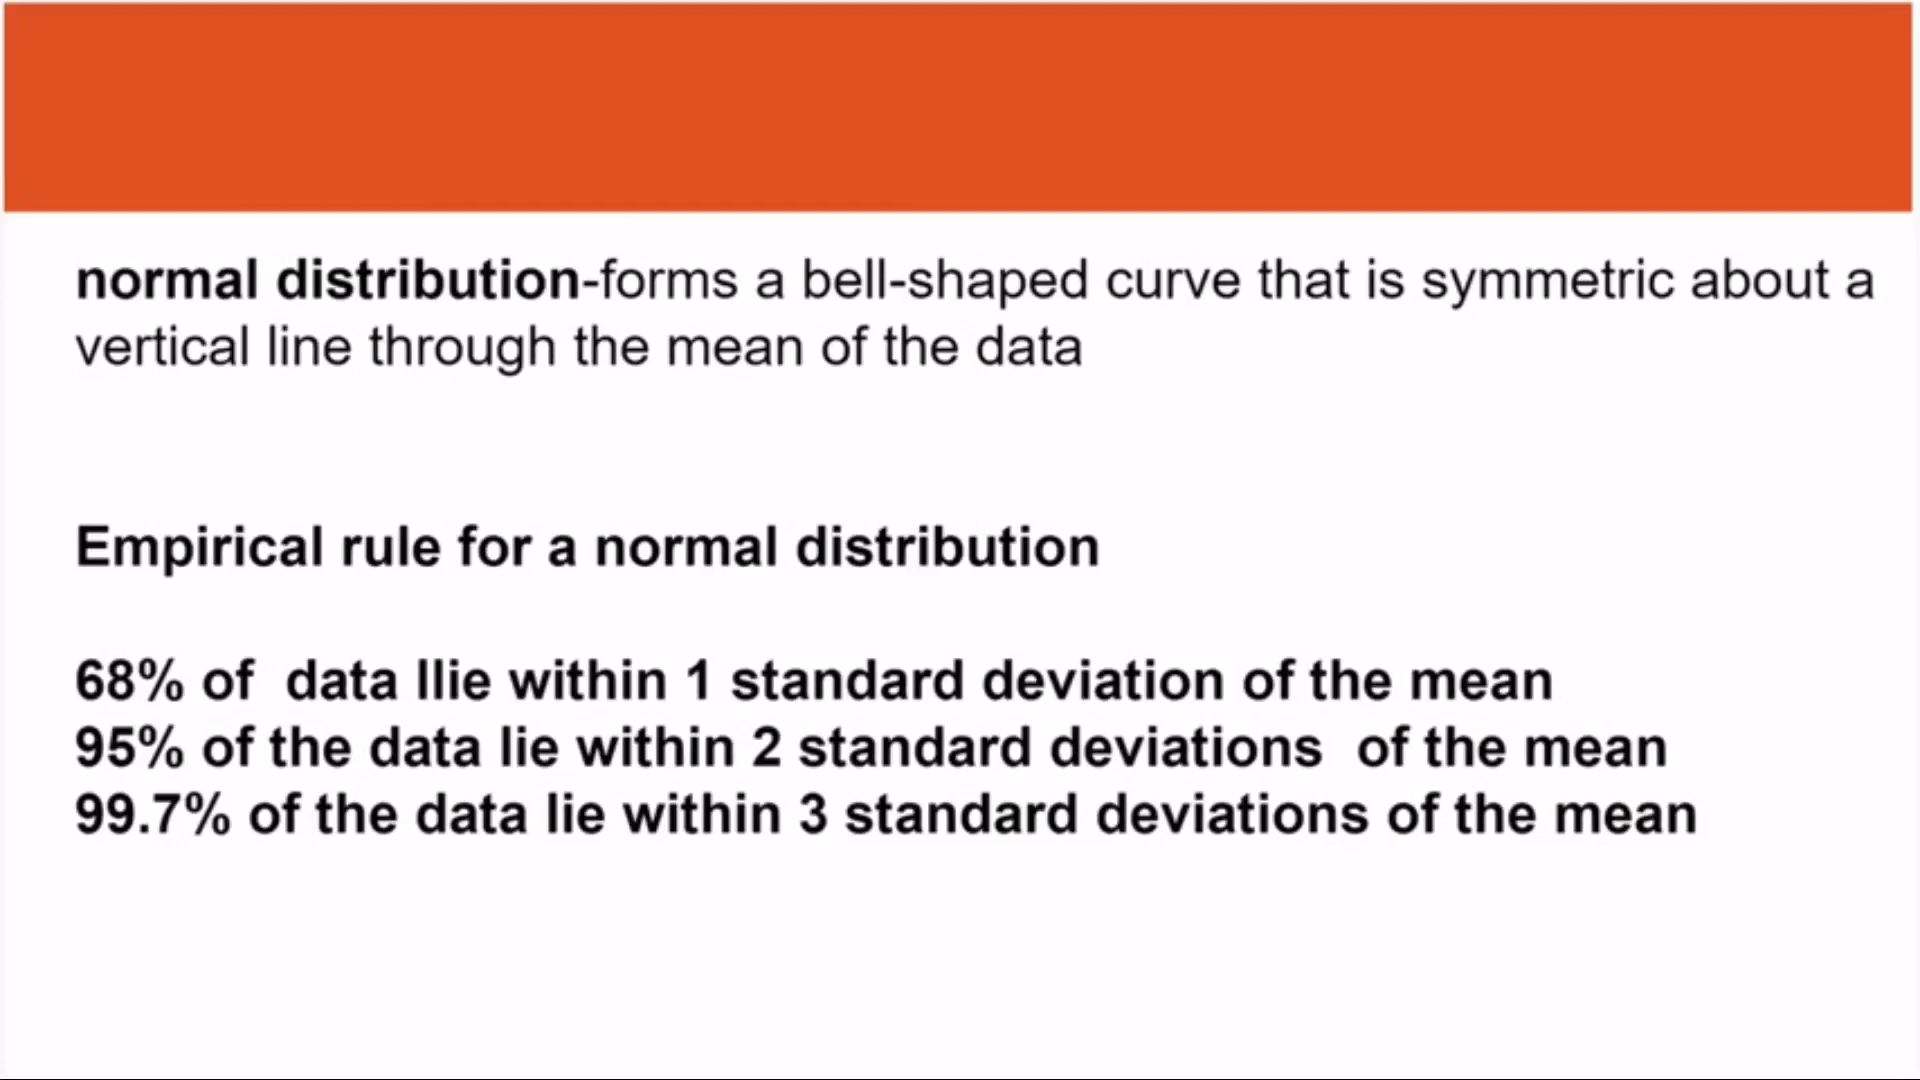 normal distribution-forms a bell-shaped curve that is symmetric about a
vertical line through the mean of the data
Empirical rule for a normal distribution
68% of  data llie within 1 standard deviation of the mean
95% of the data lie within 2 standard deviations  of the mean
99.7% of the data lie within 3 standard deviations of the mean